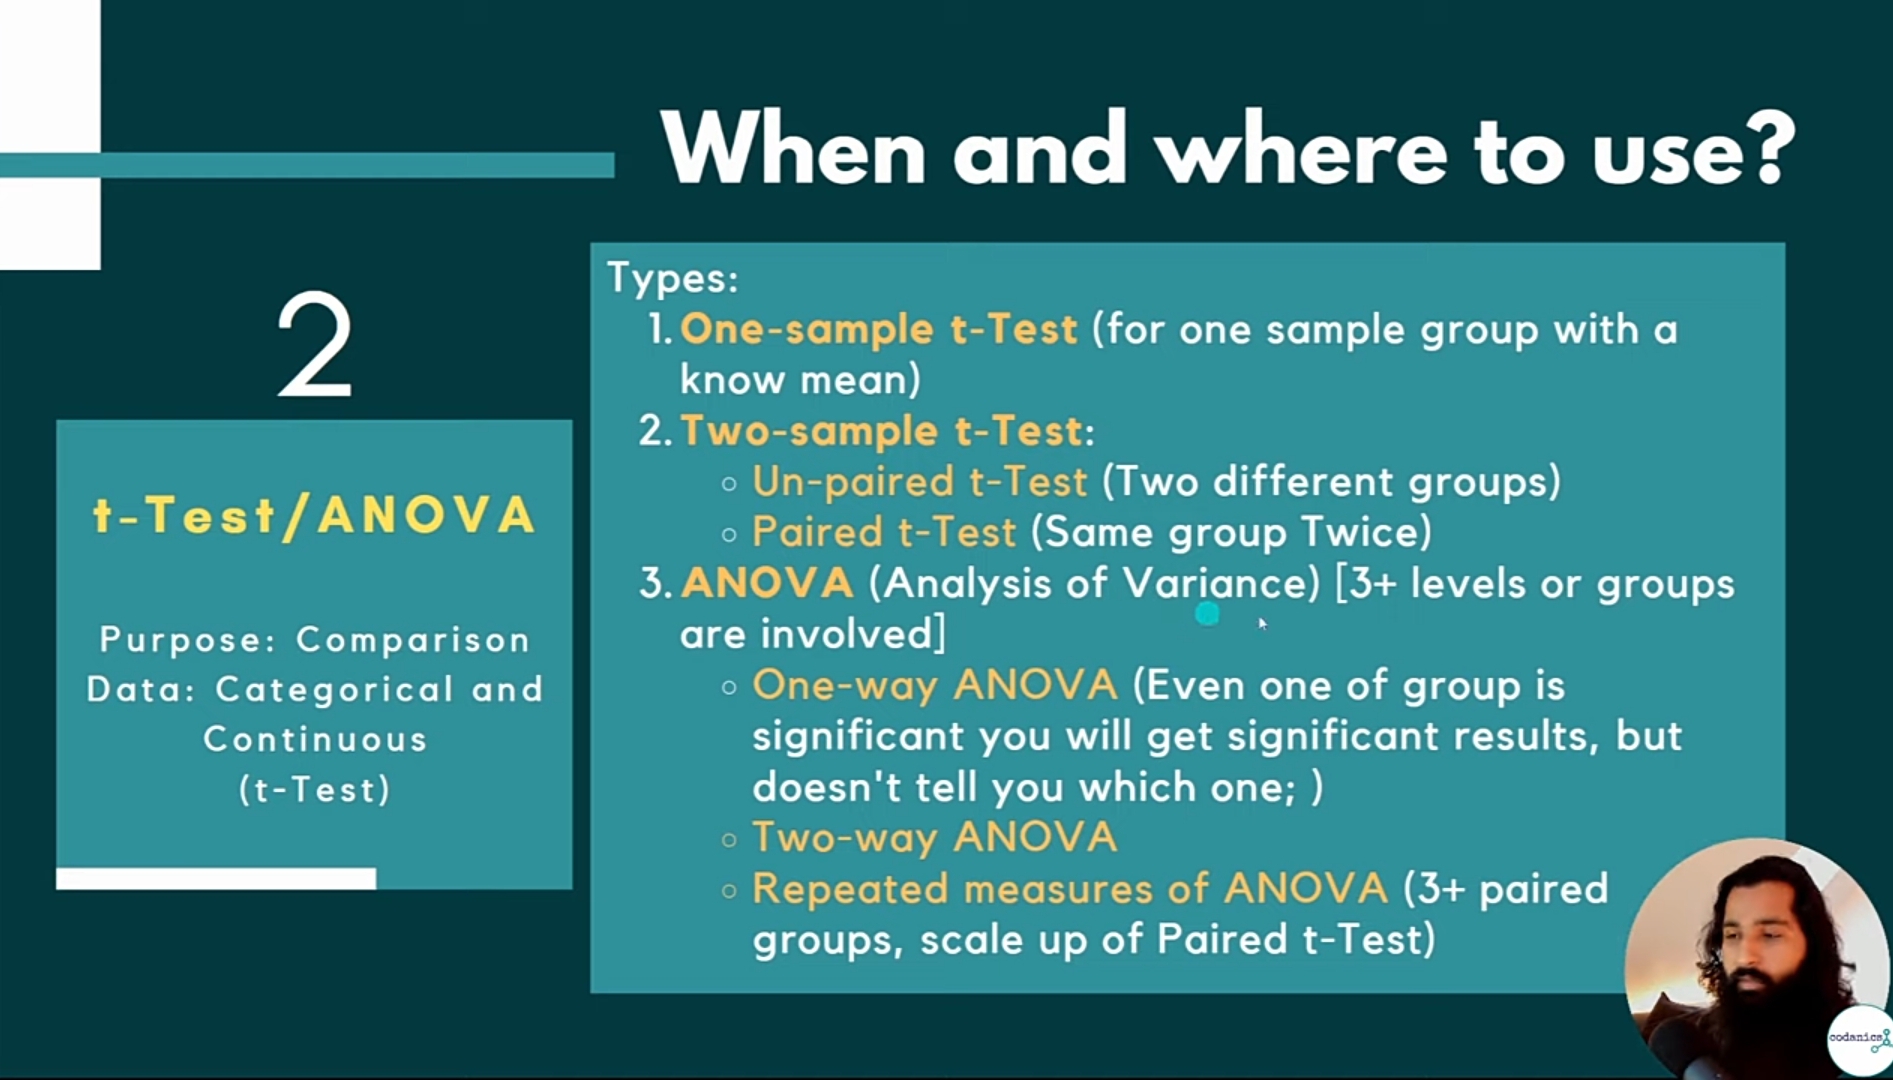 When and where to use?
2
t-Test/ANOVA
Purpose: Comparison
Data: Categorical and
Continuous
(t-Test)
Types:
1. One-sample t-Test (for one sample group with a
know mean)
2. Two-sample t-Test:
○ Un-paired t-Test (Two different groups)
○ Paired t-Test (Same group Twice)
3. ANOVA (Analysis of Variance) [3+ levels or groups
are involved]
○ One-way ANOVA (Even one of group is
significant you will get significant results, but
doesn't tell you which one; )
○ Two-way ANOVA
○ Repeated measures of ANOVA (3+ paired
groups, scale up of Paired t-Test)
codanics